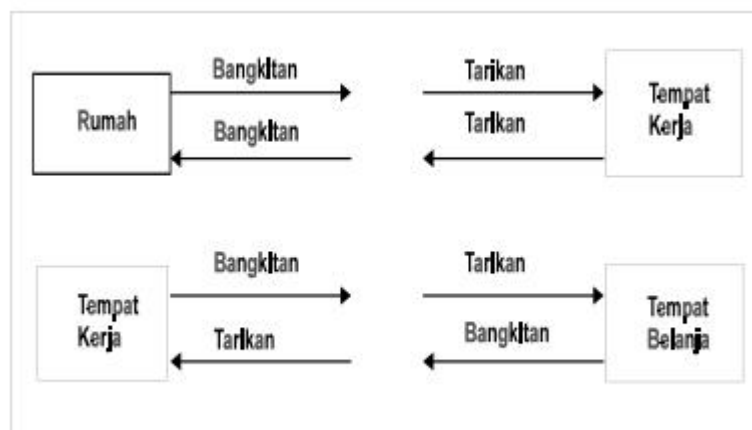 Bangkitan
Tarikan
Rumah
Tempat
Kerja
Bangkitan
Tarikan
Bangkitan
Tarikan
Tempat
Kerja
Tempat
Belanja
Tarikan
Bangkitan